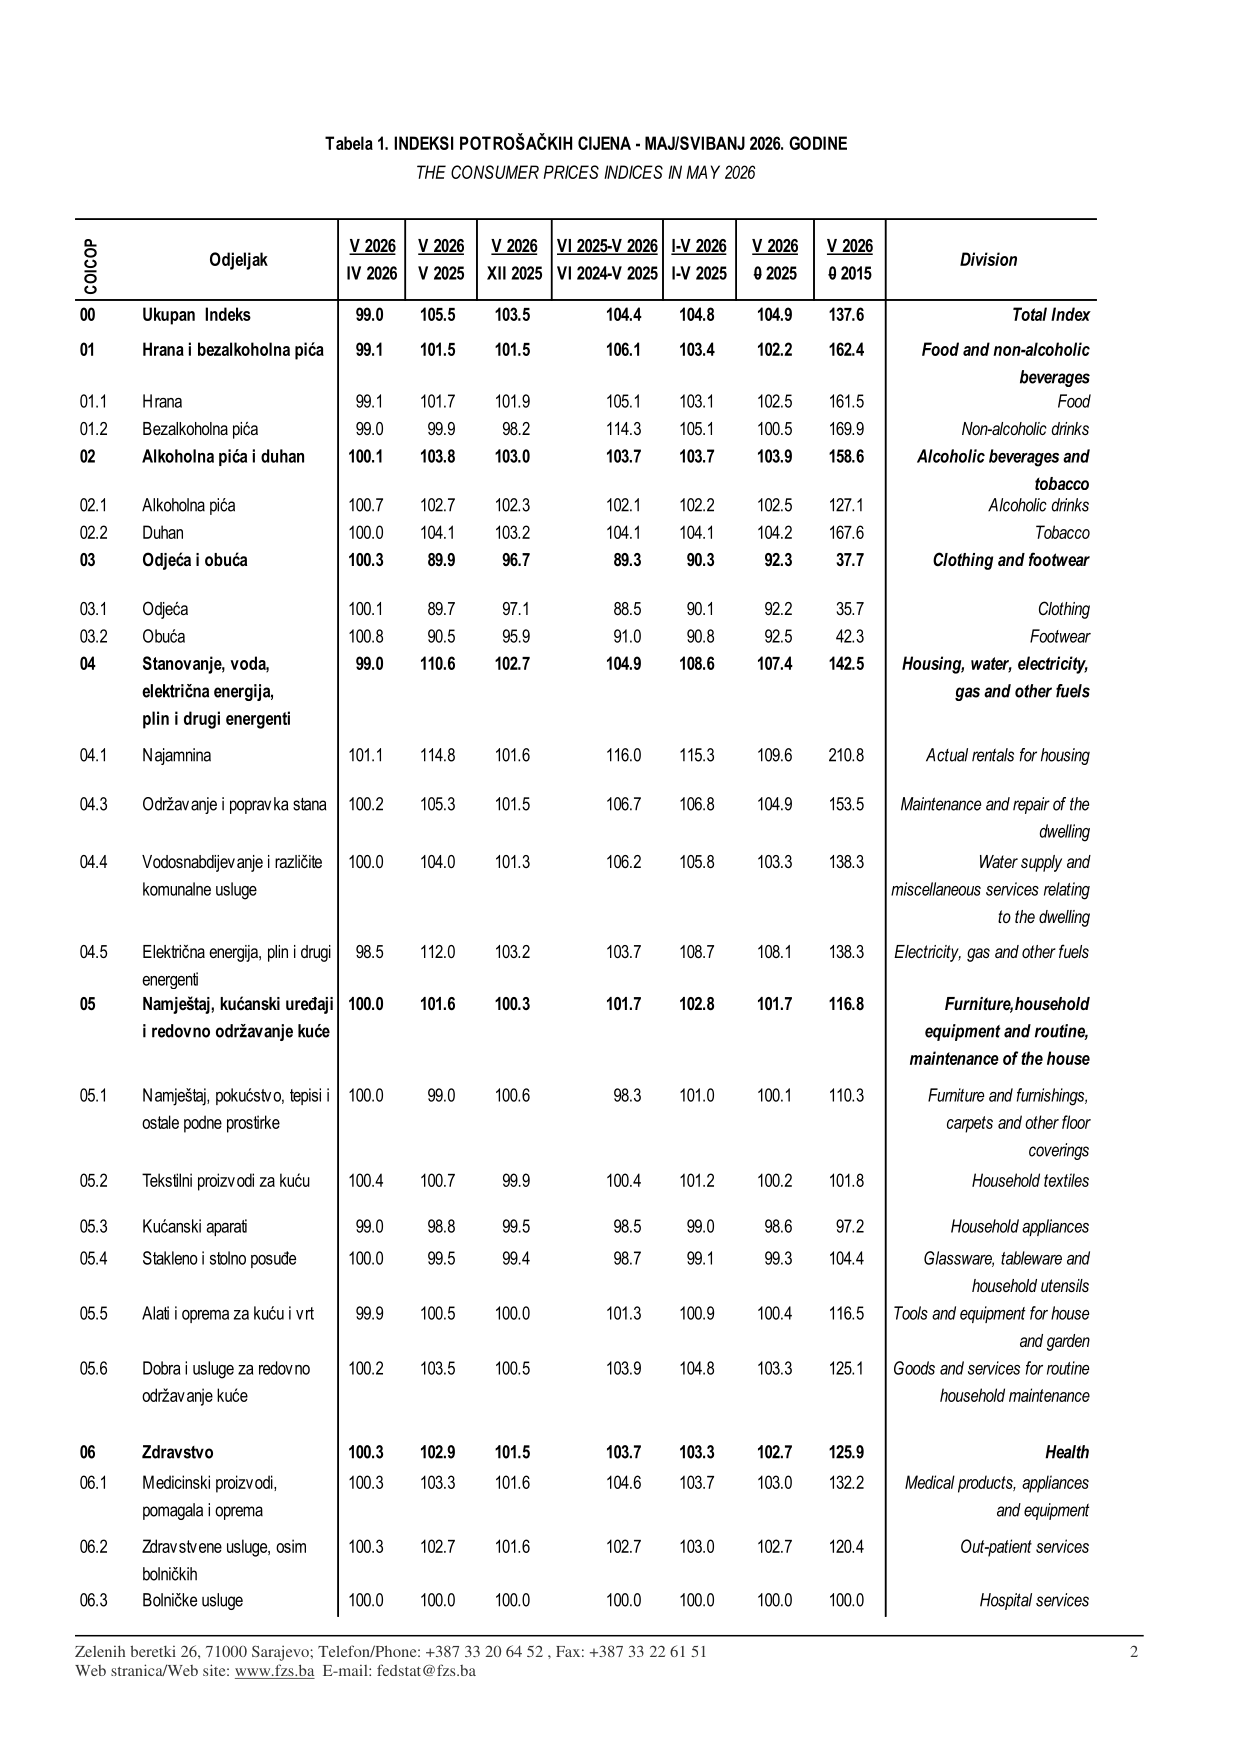 Tabela 1. INDEKSI POTROŠAČKIH CIJENA - MAJ/SVIBANJ 2026. GODINE
THE CONSUMER PRICES INDICES IN MAY 2026
COICOP Odjeljak V 2026 V 2026 V 2026 VI 2025-V 2026 I-V 2026 V 2026 V 2026 Division
IV 2026 V 2025 XII 2025 VI 2024-V 2025 I-V 2025 0 2025 0 2015
00 Ukupan Indeks 99.0 105.5 103.5 104.4 104.8 104.9 137.6 Total Index
01 Hrana i bezalkoholna pića 99.1 101.5 101.5 106.1 103.4 102.2 162.4 Food and non-alcoholic
beverages
01.1 Hrana 99.1 101.7 101.9 105.1 103.1 102.5 161.5 Food
01.2 Bezalkoholna pića 99.0 99.9 98.2 114.3 105.1 100.5 169.9 Non-alcoholic drinks
02 Alkoholna pića i duhan 100.1 103.8 103.0 103.7 103.7 103.9 158.6 Alcoholic beverages and
tobacco
02.1 Alkoholna pića 100.7 102.7 102.3 102.1 102.2 102.5 127.1 Alcoholic drinks
02.2 Duhan 100.0 104.1 103.2 104.1 104.1 104.2 167.6 Tobacco
03 Odjeća i obuća 100.3 89.9 96.7 89.3 90.3 92.3 37.7 Clothing and footwear
03.1 Odjeća 100.1 89.7 97.1 88.5 90.1 92.2 35.7 Clothing
03.2 Obuća 100.8 90.5 95.9 91.0 90.8 92.5 42.3 Footwear
04 Stanovanje, voda, 99.0 110.6 102.7 104.9 108.6 107.4 142.5 Housing, water, electricity,
električna energija, gas and other fuels
plin i drugi energenti
04.1 Najamnina 101.1 114.8 101.6 116.0 115.3 109.6 210.8 Actual rentals for housing
04.3 Održavanje i popravka stana 100.2 105.3 101.5 106.7 106.8 104.9 153.5 Maintenance and repair of the
dwelling
04.4 Vodosnabdijevanje i različite 100.0 104.0 101.3 106.2 105.8 103.3 138.3 Water supply and
komunalne usluge miscellaneous services relating
to the dwelling
04.5 Električna energija, plin i drugi 98.5 112.0 103.2 103.7 108.7 108.1 138.3 Electricity, gas and other fuels
energenti
05 Namještaj, kućanski uređaji 100.0 101.6 100.3 101.7 102.8 101.7 116.8 Furniture,household
i redovno održavanje kuće equipment and routine,
maintenance of the house
05.1 Namještaj, pokućstvo, tepisi i 100.0 99.0 100.6 98.3 101.0 100.1 110.3 Furniture and furnishings,
ostale podne prostirke carpets and other floor
coverings
05.2 Tekstilni proizvodi za kuću 100.4 100.7 99.9 100.4 101.2 100.2 101.8 Household textiles
05.3 Kućanski aparati 99.0 98.8 99.5 98.5 99.0 98.6 97.2 Household appliances
05.4 Stakleno i stolno posuđe 100.0 99.5 99.4 98.7 99.1 99.3 104.4 Glassware, tableware and
household utensils
05.5 Alati i oprema za kuću i vrt 99.9 100.5 100.0 101.3 100.9 100.4 116.5 Tools and equipment for house
and garden
05.6 Dobra i usluge za redovno 100.2 103.5 100.5 103.9 104.8 103.3 125.1 Goods and services for routine
održavanje kuće household maintenance
06 Zdravstvo 100.3 102.9 101.5 103.7 103.3 102.7 125.9 Health
06.1 Medicinski proizvodi, 100.3 103.3 101.6 104.6 103.7 103.0 132.2 Medical products, appliances
pomagala i oprema and equipment
06.2 Zdravstvene usluge, osim 100.3 102.7 101.6 102.7 103.0 102.7 120.4 Out-patient services
bolničkih
06.3 Bolničke usluge 100.0 100.0 100.0 100.0 100.0 100.0 100.0 Hospital services
Zelenih beretki 26, 71000 Sarajevo; Telefon/Phone: +387 33 20 64 52 , Fax: +387 33 22 61 51 2
Web stranica/Web site: www.fzs.ba E-mail: fedstat@fzs.ba